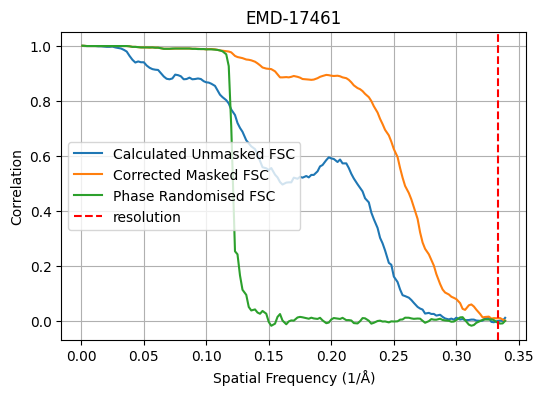 EMD-17461
1.0
0.8
0.6
0.4
0.2
0.0
Correlation
Calculated Unmasked FSC
Corrected Masked FSC
Phase Randomised FSC
resolution
0.00 0.05 0.10 0.15 0.20 0.25 0.30 0.35
Spatial Frequency (1/Å)